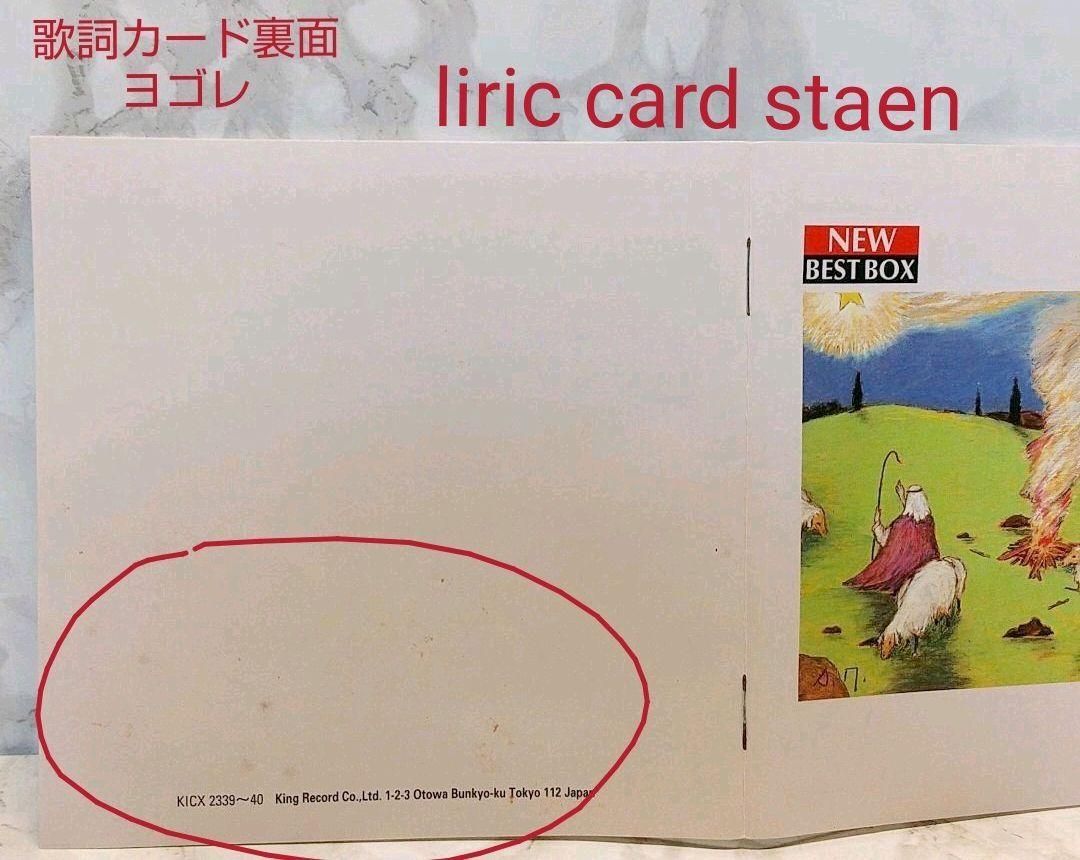 歌詞カード裏面
ヨゴレ
liric card staen
NEW
BEST BOX
KICX 2339〜40 King Record Co.,Ltd. 1-2-3 Otowa Bunkyo-ku Tokyo 112 Japan